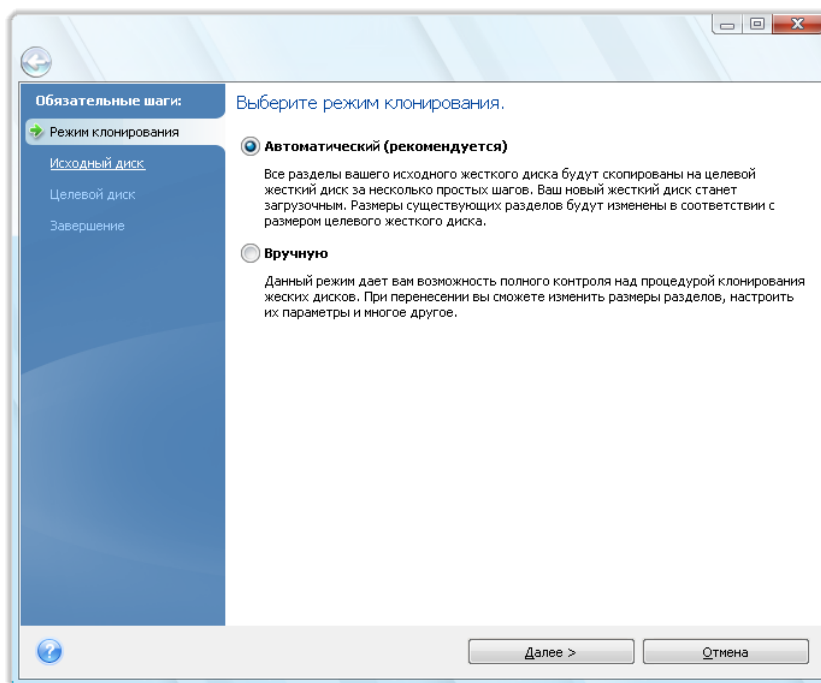 Обязательные шаги:
Режим клонирования
Исходный диск
Целевой диск
Завершение
Выберите режим клонирования.
Автоматический (рекомендуется)
Все разделы вашего исходного жесткого диска будут скопированы на целевой
жесткий диск за несколько простых шагов. Ваш новый жесткий диск станет
загрузочным. Размеры существующих разделов будут изменены в соответствии с
размером целевого жесткого диска.
Вручную
Данный режим дает вам возможность полного контроля над процедурой клонирования
жеских дисков. При перенесении вы сможете изменить размеры разделов, настроить
их параметры и многое другое.
?
Далее >
Отмена